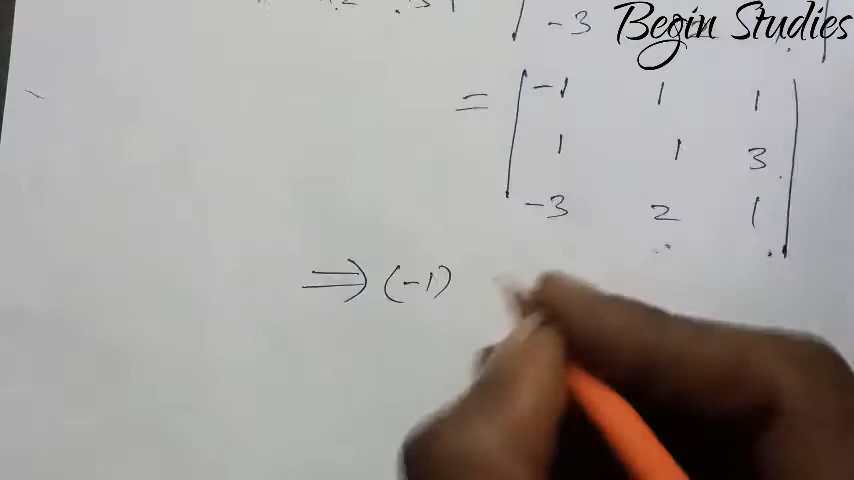 Begin Studies
-3
= | -1 1 1 |
| 1 1 3 |
| -3 2 1 |
⇒ (-1)